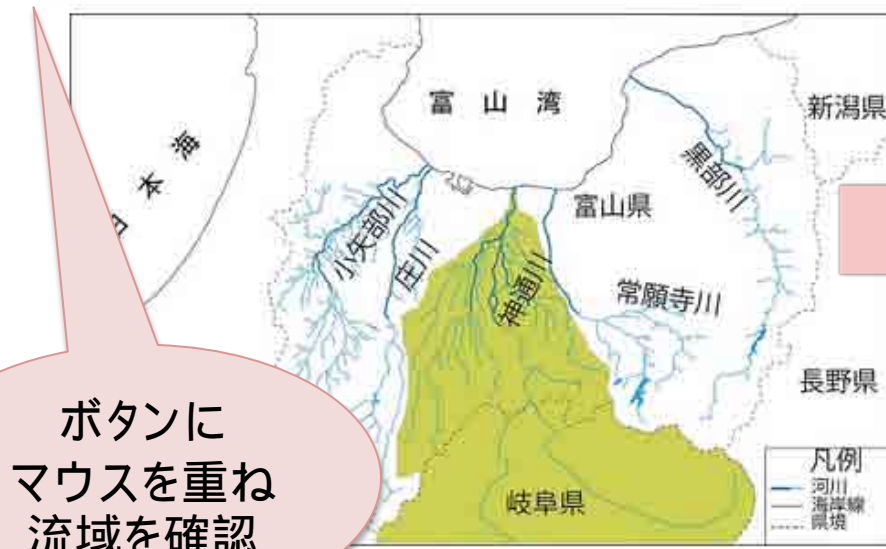 富山湾
新潟県
日本海
黒部川
富山県
小矢部川
庄川
神通川
常願寺川
長野県
岐阜県
凡例
河川
海岸線
県境
ボタンに
マウスを重ね
流域を確認